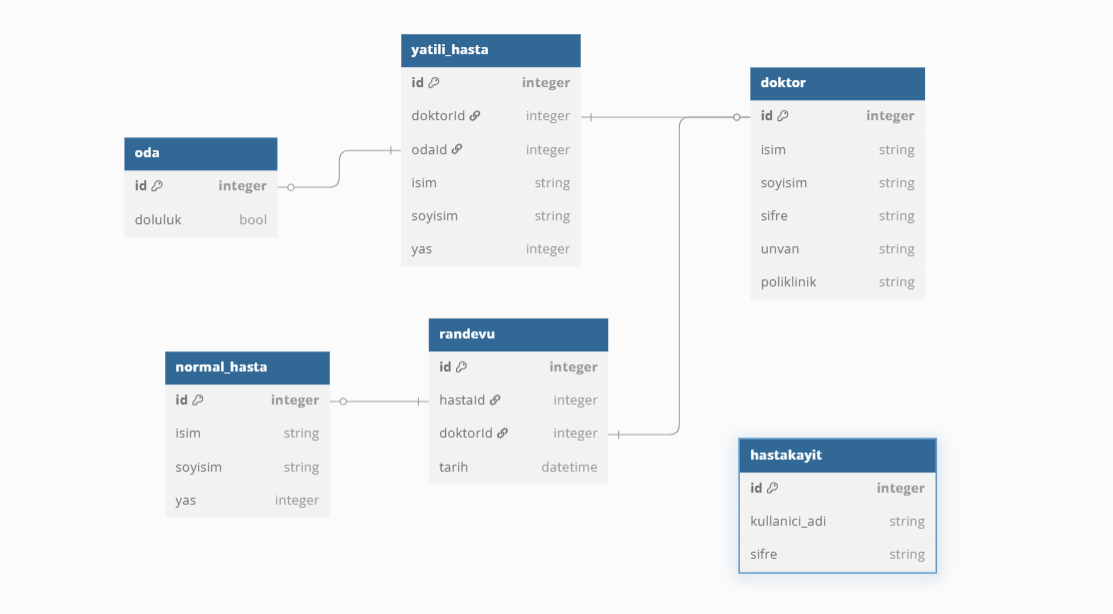 yatili_hasta
id integer
doktorId integer
odaId integer
isim string
soyisim string
yas integer
doktor
id integer
isim string
soyisim string
sifre string
unvan string
poliklinik string
oda
id integer
doluluk bool
randevu
id integer
hastaId integer
doktorId integer
tarih datetime
normal_hasta
id integer
isim string
soyisim string
yas integer
hastakayit
id integer
kullanici_adi string
sifre string